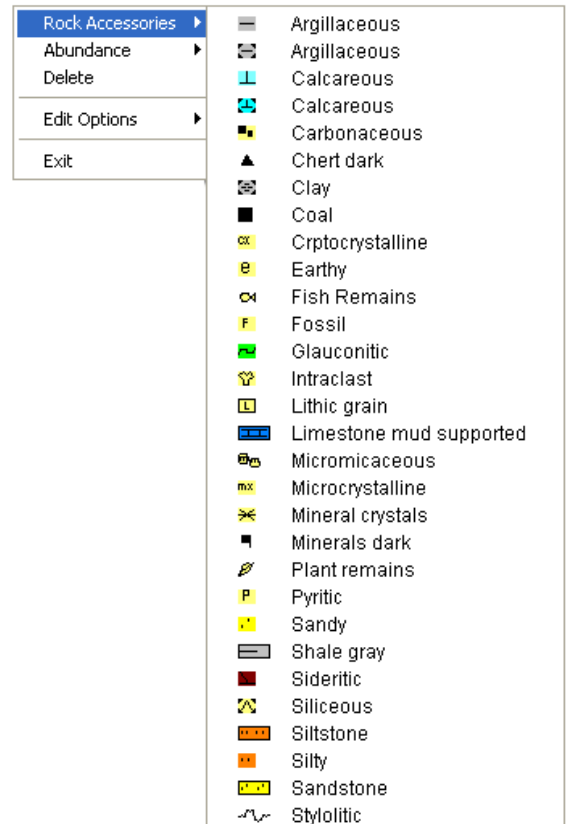 Rock Accessories
Abundance
Delete
Edit Options
Exit
Argillaceous
Argillaceous
Calcareous
Calcareous
Carbonaceous
Chert dark
Clay
Coal
cx Crptocrystalline
e Earthy
Fish Remains
F Fossil
Glauconitic
Intraclast
L Lithic grain
Limestone mud supported
m m Micromicaceous
mx Microcrystalline
Mineral crystals
Minerals dark
Plant remains
P Pyritic
Sandy
Shale gray
Sideritic
Siliceous
Siltstone
Silty
Sandstone
Stylolitic